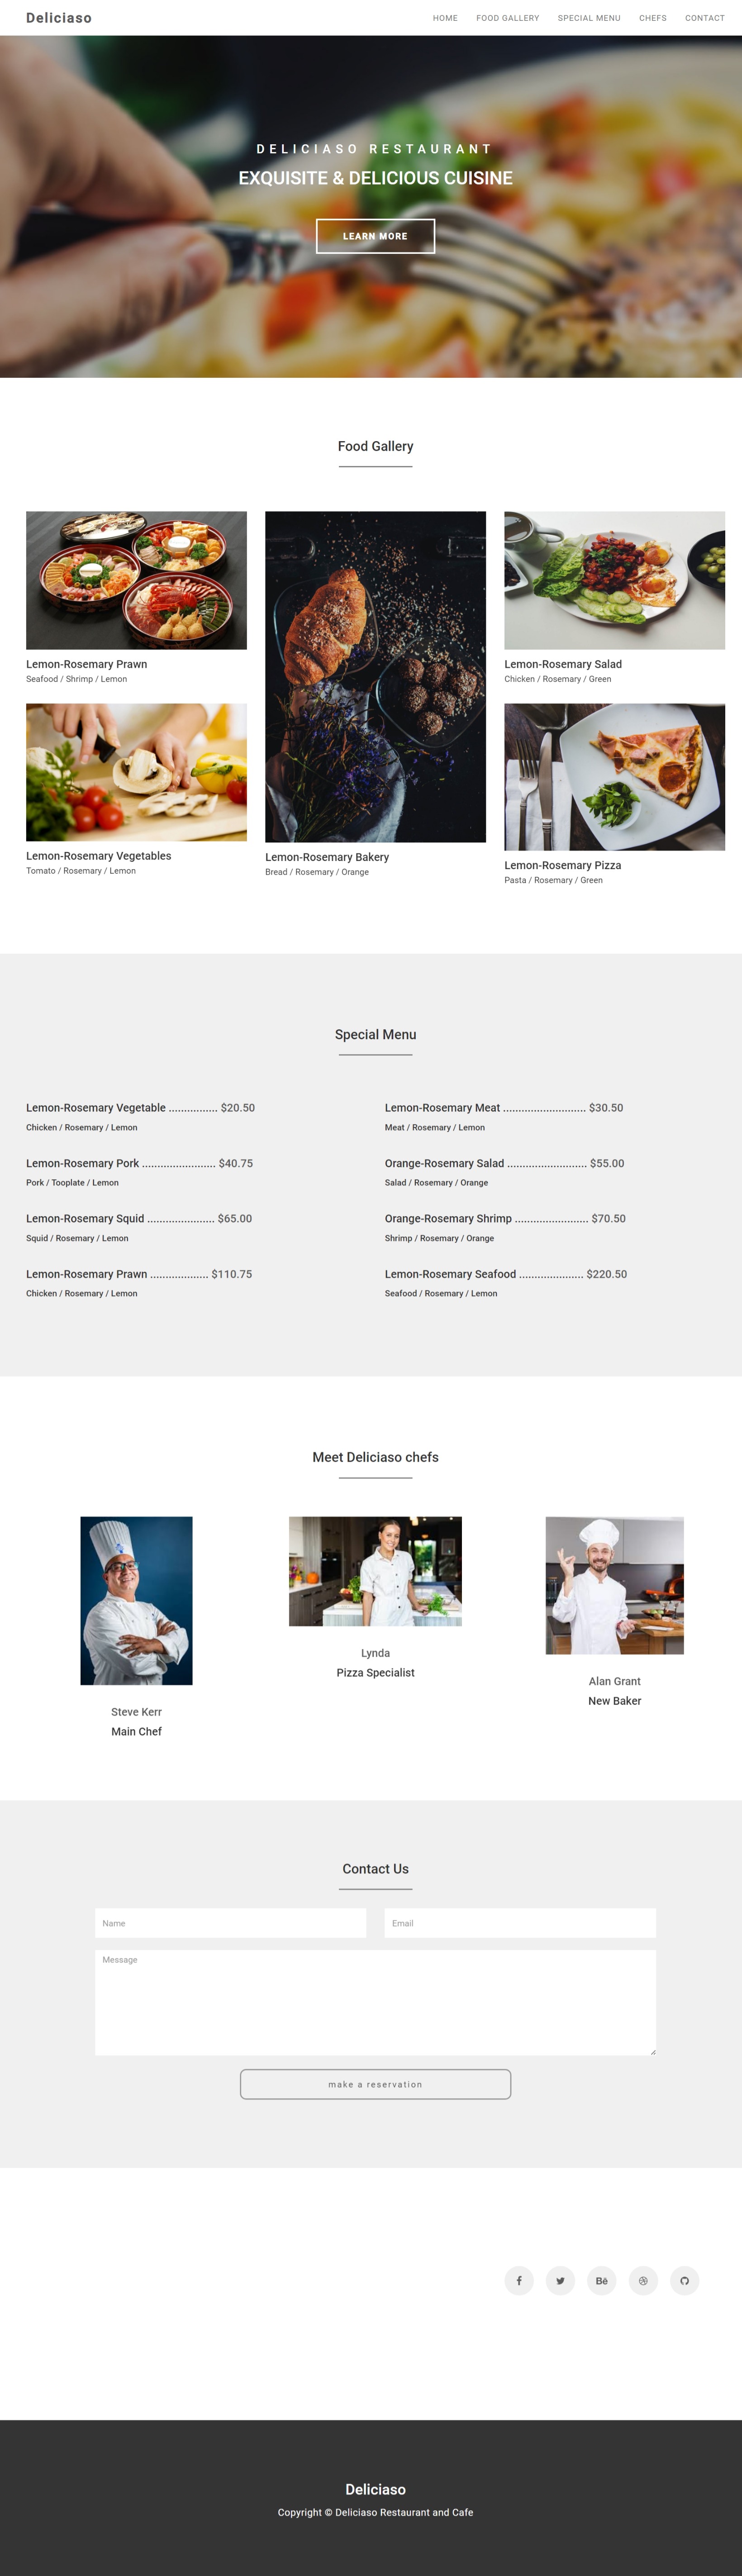 Deliciaso
HOME FOOD GALLERY SPECIAL MENU CHEFS CONTACT
DELICIASO RESTAURANT
EXQUISITE & DELICIOUS CUISINE
LEARN MORE
Food Gallery
Lemon-Rosemary Prawn
Seafood / Shrimp / Lemon
Lemon-Rosemary Vegetables
Tomato / Rosemary / Lemon
Lemon-Rosemary Bakery
Bread / Rosemary / Orange
Lemon-Rosemary Salad
Chicken / Rosemary / Green
Lemon-Rosemary Pizza
Pasta / Rosemary / Green
Special Menu
Lemon-Rosemary Vegetable ................ $20.50
Chicken / Rosemary / Lemon
Lemon-Rosemary Pork ........................ $40.75
Pork / Tooplate / Lemon
Lemon-Rosemary Squid ...................... $65.00
Squid / Rosemary / Lemon
Lemon-Rosemary Prawn ................... $110.75
Chicken / Rosemary / Lemon
Lemon-Rosemary Meat ........................... $30.50
Meat / Rosemary / Lemon
Orange-Rosemary Salad .......................... $55.00
Salad / Rosemary / Orange
Orange-Rosemary Shrimp ........................ $70.50
Shrimp / Rosemary / Orange
Lemon-Rosemary Seafood ..................... $220.50
Seafood / Rosemary / Lemon
Meet Deliciaso chefs
Steve Kerr
Main Chef
Lynda
Pizza Specialist
Alan Grant
New Baker
Contact Us
Name
Email
Message
make a reservation
Deliciaso
Copyright © Deliciaso Restaurant and Cafe